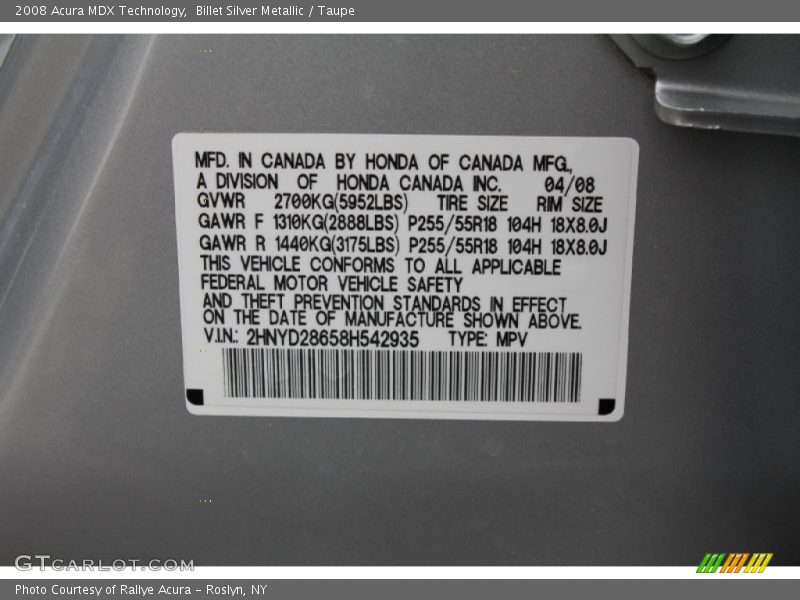 2008 Acura MDX Technology,  Billet Silver Metallic / Taupe
MFD. IN CANADA BY HONDA OF CANADA MFG.,
A DIVISION OF HONDA CANADA INC. 04/08
GVWR 2700KG(5952LBS) TIRE SIZE RIM SIZE
GAWR F 1310KG(2888LBS) P255/55R18 104H 18X8.0J
GAWR R 1440KG(3175LBS) P255/55R18 104H 18X8.0J
THIS VEHICLE CONFORMS TO ALL APPLICABLE
FEDERAL MOTOR VEHICLE SAFETY
AND THEFT PREVENTION STANDARDS IN EFFECT
ON THE DATE OF MANUFACTURE SHOWN ABOVE.
V.I.N.: 2HNYD28658H542935 TYPE: MPV
GTCARLOT.COM
Photo Courtesy of Rallye Acura - Roslyn, NY